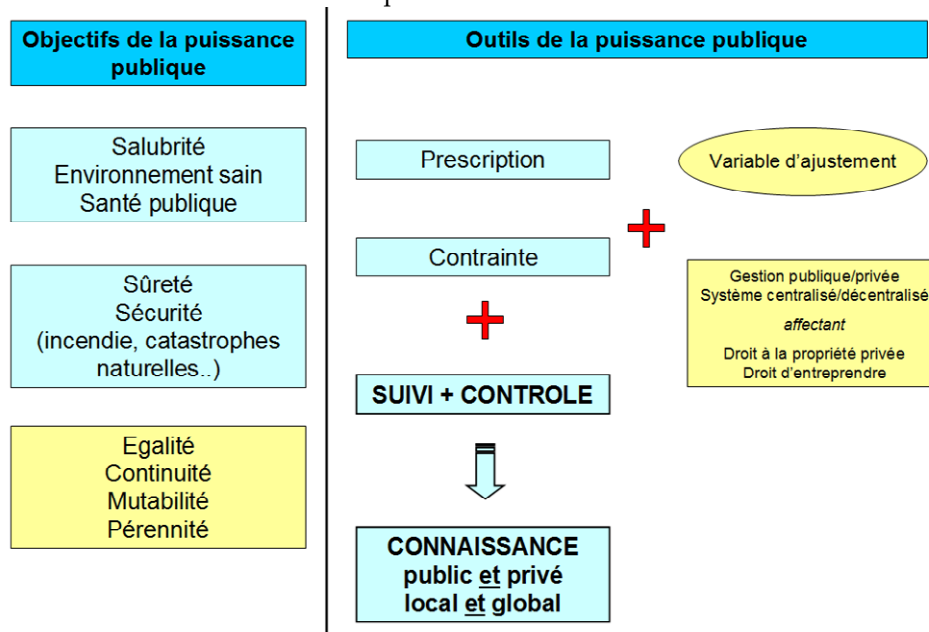 Objectifs de la puissance
publique
Salubrité
Environnement sain
Santé publique
Sûreté
Sécurité
(incendie, catastrophes
naturelles..)
Egalité
Continuité
Mutabilité
Pérennité
Outils de la puissance publique
Prescription
Contrainte
+
SUIVI + CONTROLE
CONNAISSANCE
public et privé
local et global
+
Variable d'ajustement
Gestion publique/privée
Système centralisé/décentralisé
affectant
Droit à la propriété privée
Droit d'entreprendre